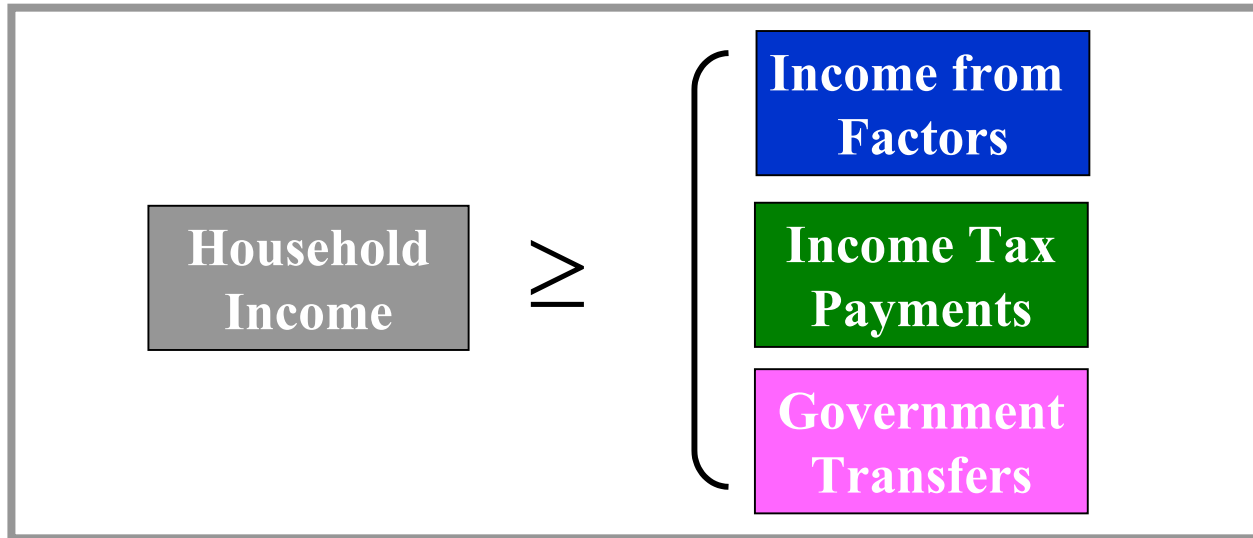 Household
Income
≥
Income from
Factors
Income Tax
Payments
Government
Transfers